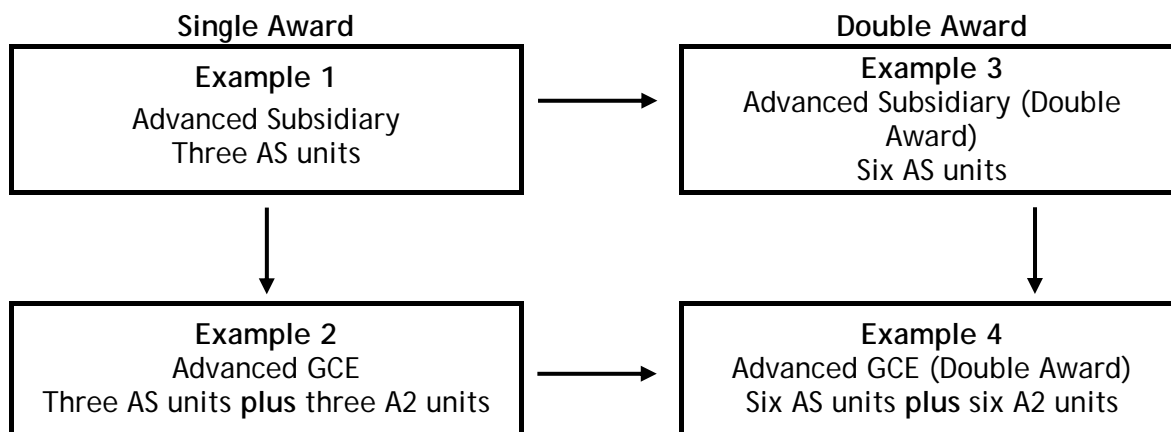 Single Award
Double Award
Example 1
Advanced Subsidiary
Three AS units
Example 3
Advanced Subsidiary (Double
Award)
Six AS units
Example 2
Advanced GCE
Three AS units plus three A2 units
Example 4
Advanced GCE (Double Award)
Six AS units plus six A2 units